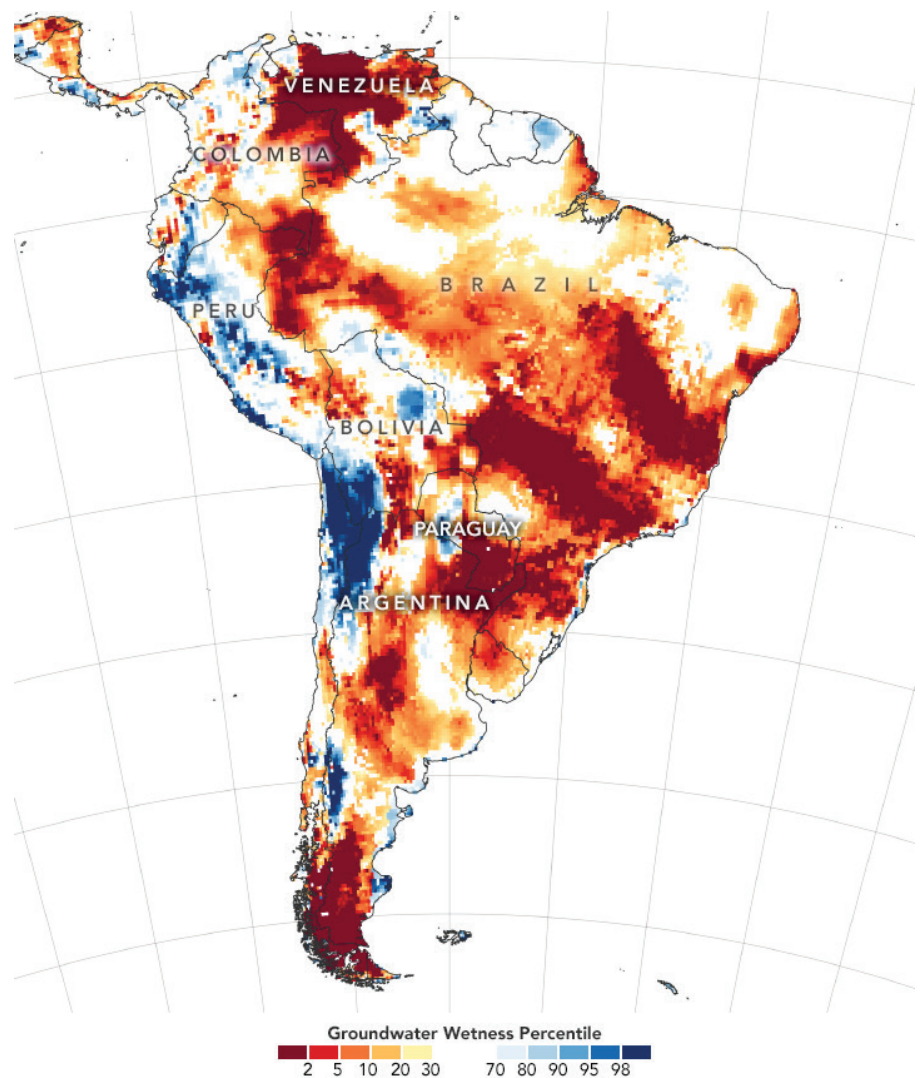 VENEZUELA
COLOMBIA
BRAZIL
PERU
BOLIVIA
PARAGUAY
ARGENTINA
Groundwater Wetness Percentile
2 5 10 20 30 70 80 90 95 98